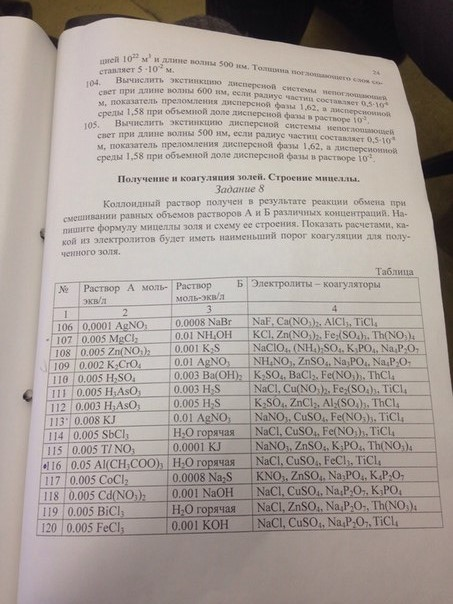 цией 10²² м³ и длине волны 500 нм. Толщина поглощающего слоя со-
24
ставляет 5 ·10⁻² м.
104. Вычислить экстинкцию дисперсной системы непоглощающей
свет при длине волны 600 нм, если радиус частиц составляет 0,5·10⁻⁶
м, показатель преломления дисперсной фазы 1,62, а дисперсионной
среды 1,58 при объемной доле дисперсной фазы в растворе 10⁻².
105. Вычислить экстинкцию дисперсной системы непоглощающей
свет при длине волны 500 нм, если радиус частиц составляет 0,5·10⁻⁶
м, показатель преломления дисперсной фазы 1,62, а дисперсионной
среды 1,58 при объемной доле дисперсной фазы в растворе 10⁻².
Получение и коагуляция золей. Строение мицеллы.
Задание 8
Коллоидный раствор получен в результате реакции обмена при
смешивании равных объемов растворов А и Б различных концентраций. На-
пишите формулу мицеллы золя и схему ее строения. Показать расчетами, ка-
кой из электролитов будет иметь наименьший порог коагуляции для полу-
ченного золя.
Таблица
№ Раствор А моль- Раствор Б Электролиты – коагуляторы
экв/л моль-экв/л
1 2 3 4
106 0,0001 AgNO₃ 0.0008 NaBr NaF, Ca(NO₃)₂, AlCl₃, TiCl₄
107 0.005 MgCl₂ 0.01 NH₄OH KCl, Zn(NO₃)₂, Fe₂(SO₄)₃, Th(NO₃)₄
108 0.005 Zn(NO₃)₂ 0.001 K₂S NaClO₄, (NH₄)₂SO₄, K₃PO₄, Na₄P₂O₇
109 0.002 K₂CrO₄ 0.01 AgNO₃ NH₄NO₃, ZnSO₄, Na₃PO₄, Na₄P₂O₇
110 0.005 H₂SO₄ 0.003 Ba(OH)₂ K₂SO₄, BaCl₂, Fe(NO₃)₃, ThCl₄
111 0.005 H₃AsO₃ 0.003 H₂S NaCl, Cu(NO₃)₂, Fe₂(SO₄)₃, TiCl₄
112 0.003 H₃AsO₃ 0.005 H₂S K₂SO₄, ZnCl₂, Al₂(SO₄)₃, ThCl₄
113 0.008 KJ 0.01 AgNO₃ NaNO₃, CuSO₄, Fe(NO₃)₃, TiCl₄
114 0.005 SbCl₃ H₂O горячая NaCl, CuSO₄, Fe(NO₃)₃, TiCl₄
115 0.005 Tl NO₃ 0.0001 KJ NaNO₃, ZnSO₄, K₃PO₄, Th(NO₃)₄
116 0.05 Al(CH₃COO)₃ H₂O горячая NaCl, CuSO₄, FeCl₃, TiCl₄
117 0.005 CoCl₂ 0.0008 Na₂S KNO₃, ZnSO₄, Na₃PO₄, K₄P₂O₇
118 0.005 Cd(NO₃)₂ 0.001 NaOH NaCl, CuSO₄, Na₄P₂O₇, K₃PO₄
119 0.005 BiCl₃ H₂O горячая NaCl, ZnSO₄, Na₄P₂O₇, Th(NO₃)₄
120 0.005 FeCl₃ 0.001 KOH NaCl, CuSO₄, Na₄P₂O₇, TiCl₄